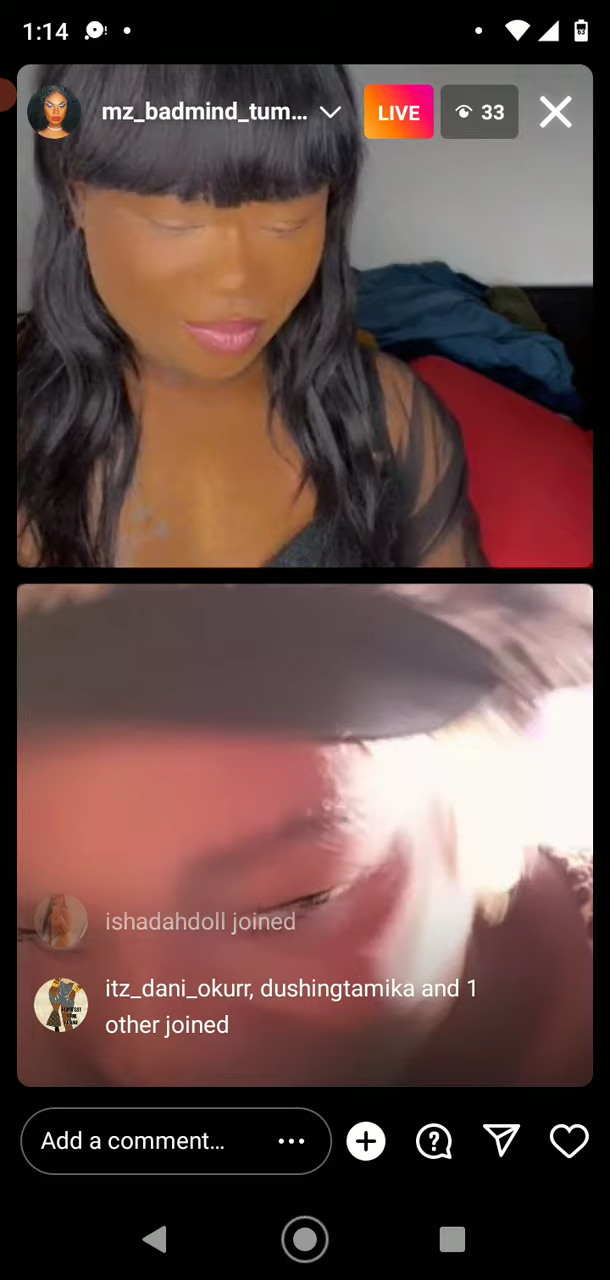 1:14
mz_badmind_tum...
LIVE
33
ishadahdoll joined
itz_dani_okurr, dushingtamika and 1
other joined
Add a comment...